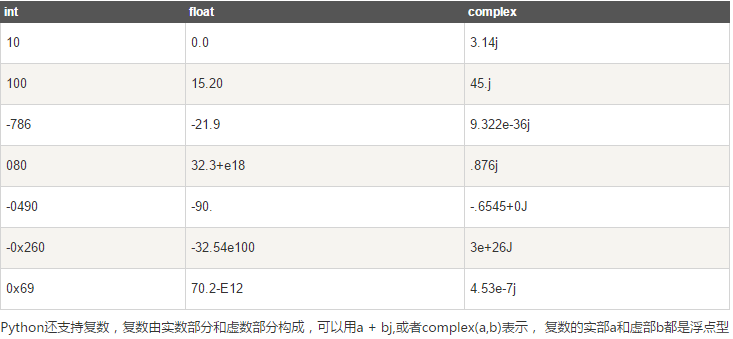 int float complex
10 0.0 3.14j
100 15.20 45.j
-786 -21.9 9.322e-36j
080 32.3+e18 .876j
-0490 -90. -.6545+0J
-0x260 -32.54e100 3e+26J
0x69 70.2-E12 4.53e-7j
Python还支持复数，复数由实数部分和虚数部分构成，可以用a + bj,或者complex(a,b)表示， 复数的实部a和虚部b都是浮点型